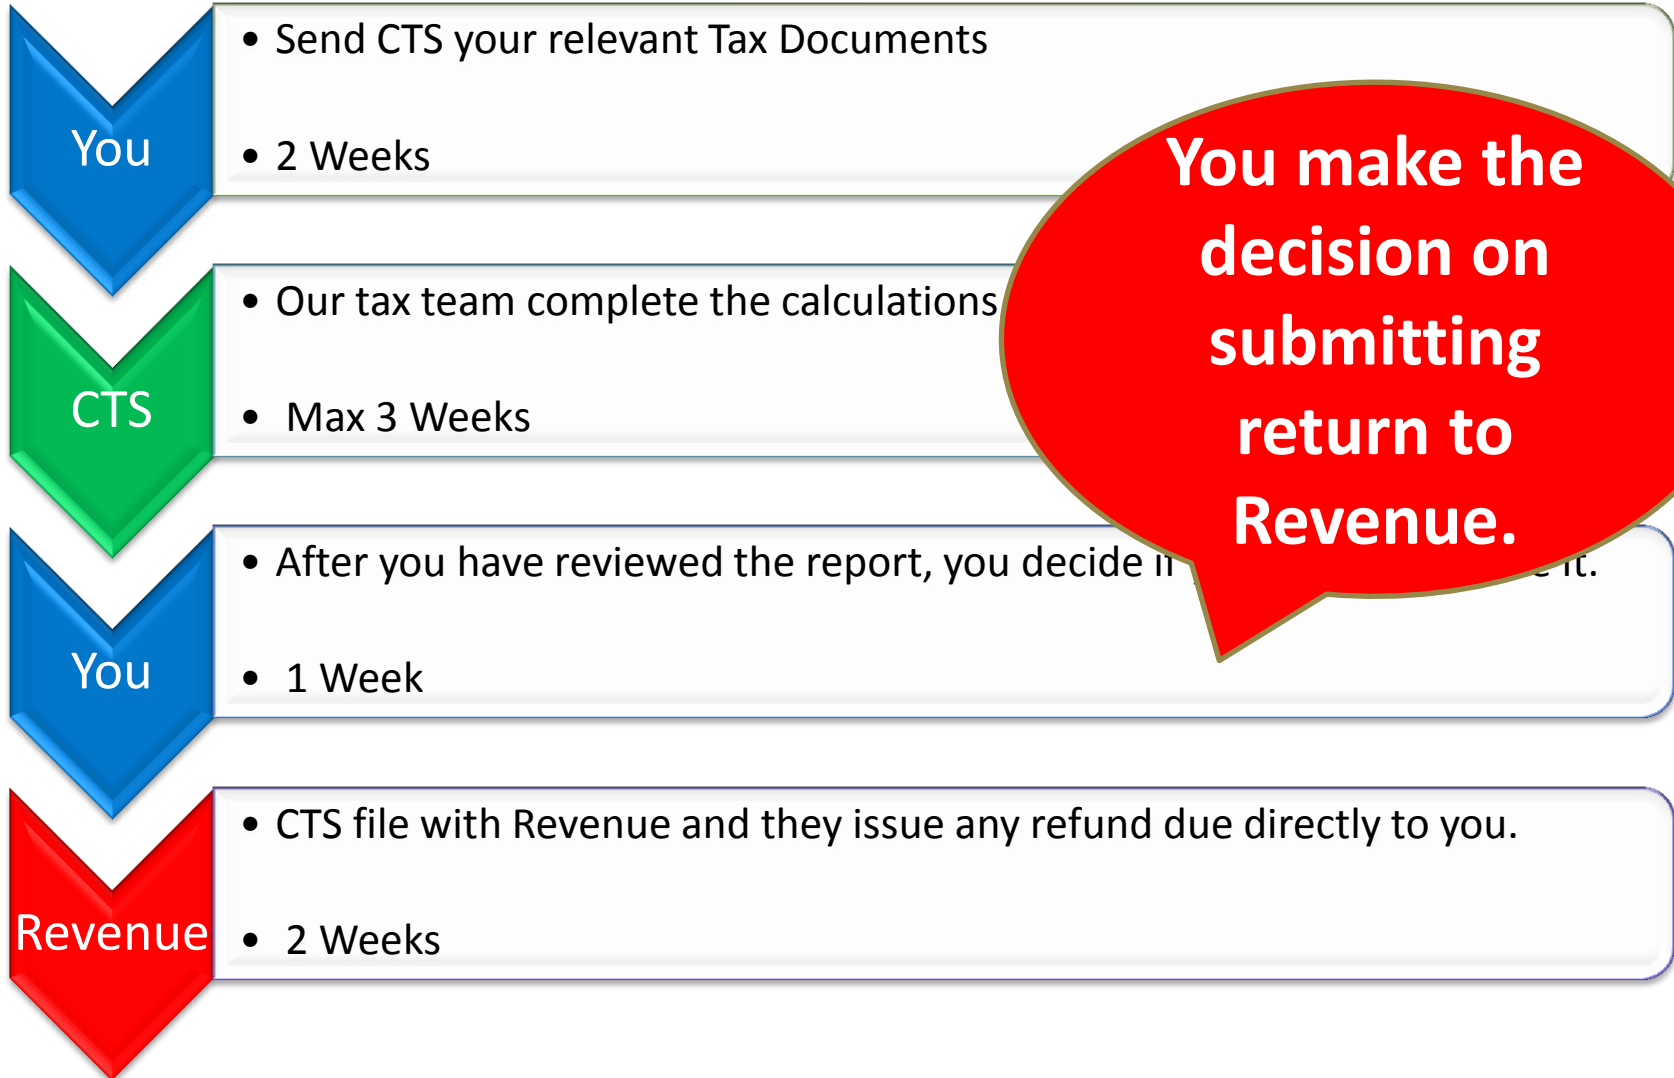 You
• Send CTS your relevant Tax Documents
• 2 Weeks
You make the
decision on
submitting
return to
Revenue.
CTS
• Our tax team complete the calculations
• Max 3 Weeks
You
• After you have reviewed the report, you decide if it.
• 1 Week
Revenue
• CTS file with Revenue and they issue any refund due directly to you.
• 2 Weeks